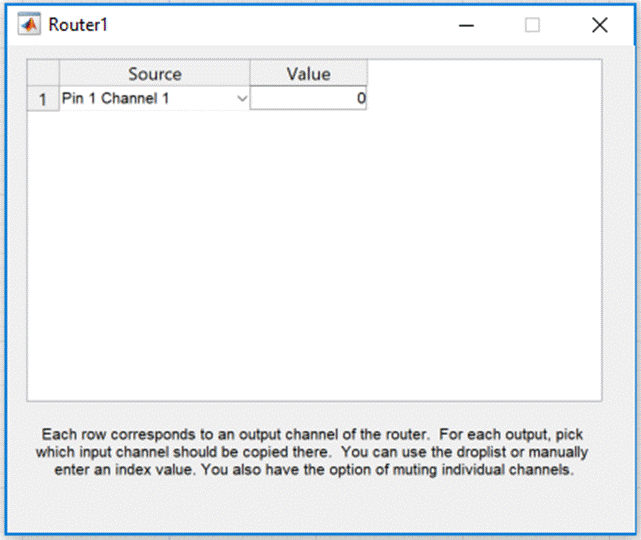 Router1
Source Value
1 Pin 1 Channel 1 0
Each row corresponds to an output channel of the router. For each output, pick
which input channel should be copied there. You can use the droplist or manually
enter an index value. You also have the option of muting individual channels.